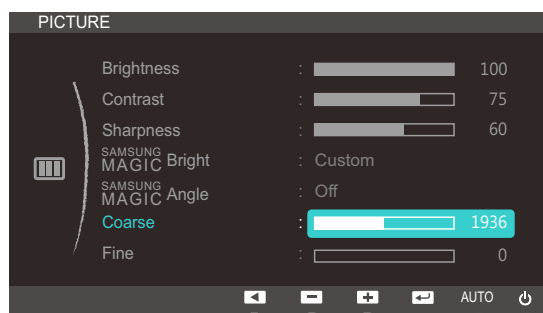 PICTURE
Brightness : 100
Contrast : 75
Sharpness : 60
SAMSUNG MAGIC Bright : Custom
SAMSUNG MAGIC Angle : Off
Coarse : 1936
Fine : 0
AUTO